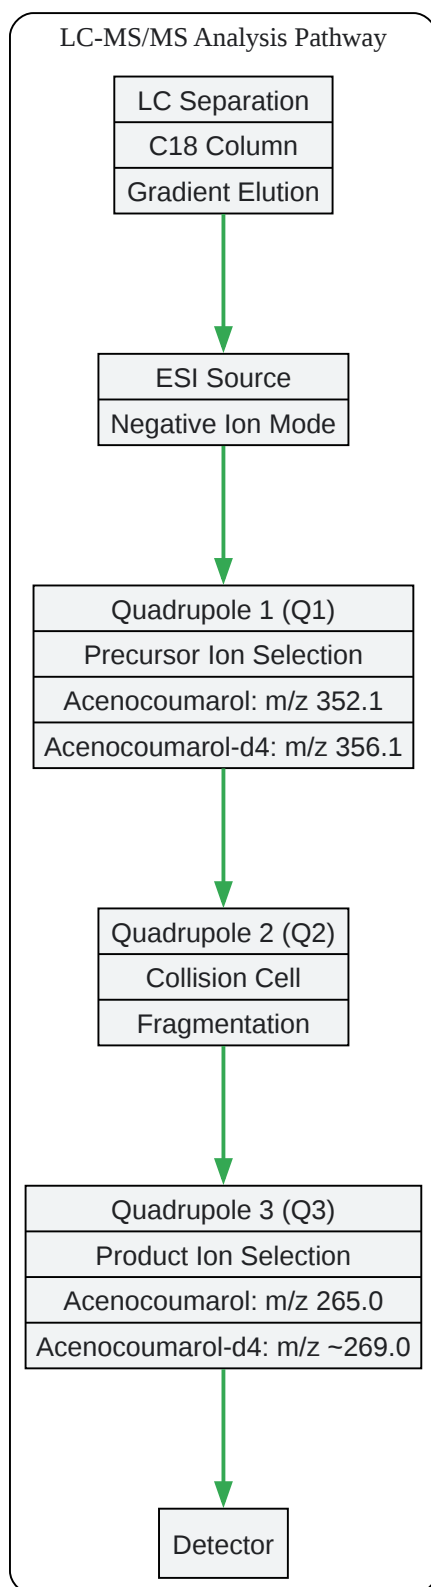 LC-MS/MS Analysis Pathway
LC Separation
C18 Column
Gradient Elution
ESI Source
Negative Ion Mode
Quadrupole 1 (Q1)
Precursor Ion Selection
Acenocoumarol: m/z 352.1
Acenocoumarol-d4: m/z 356.1
Quadrupole 2 (Q2)
Collision Cell
Fragmentation
Quadrupole 3 (Q3)
Product Ion Selection
Acenocoumarol: m/z 265.0
Acenocoumarol-d4: m/z ~269.0
Detector